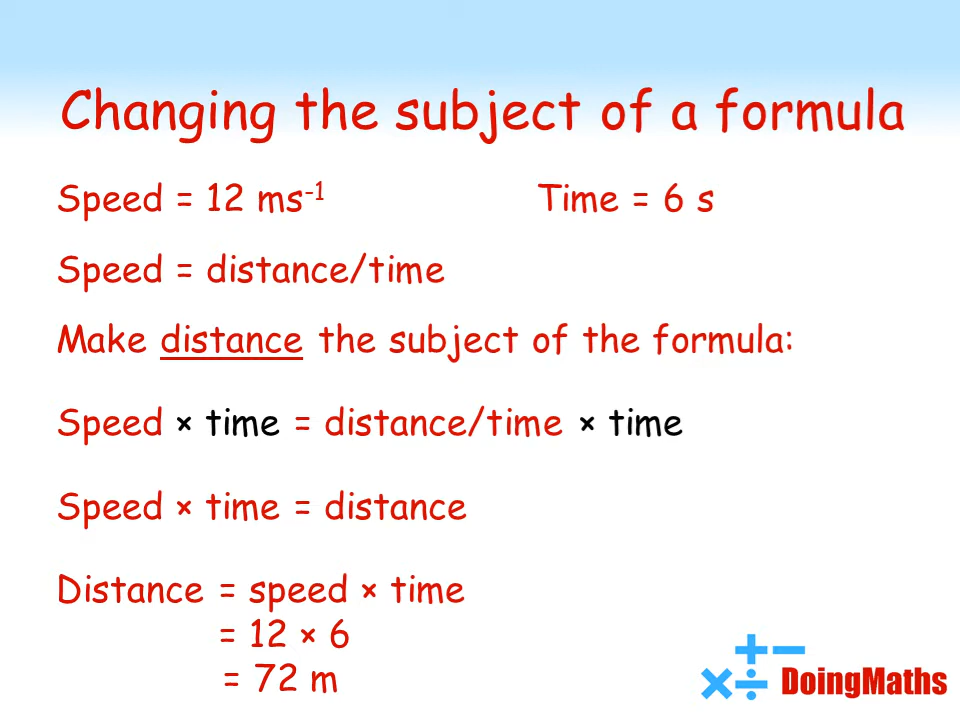 Changing the subject of a formula
Speed = 12 ms⁻¹ Time = 6 s
Speed = distance/time
Make distance the subject of the formula:
Speed × time = distance/time × time
Speed × time = distance
Distance = speed × time
= 12 × 6
= 72 m
DoingMaths